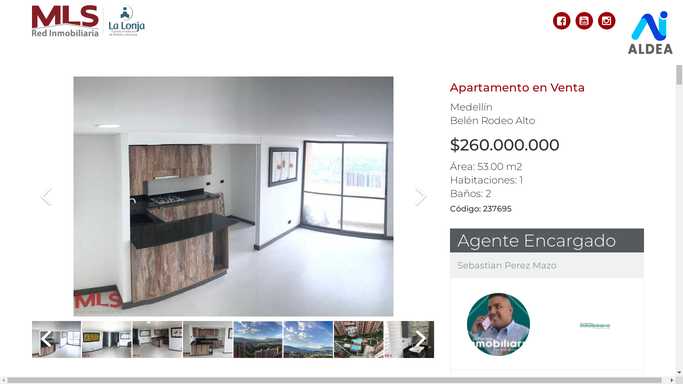 MLS
Red Inmobiliaria
La Lonja
ALDEA
Apartamento en Venta
Medellín
Belén Rodeo Alto
$260.000.000
Área: 53.00 m2
Habitaciones: 1
Baños: 2
Código: 237695
MLS
Agente Encargado
Sebastian Perez Mazo